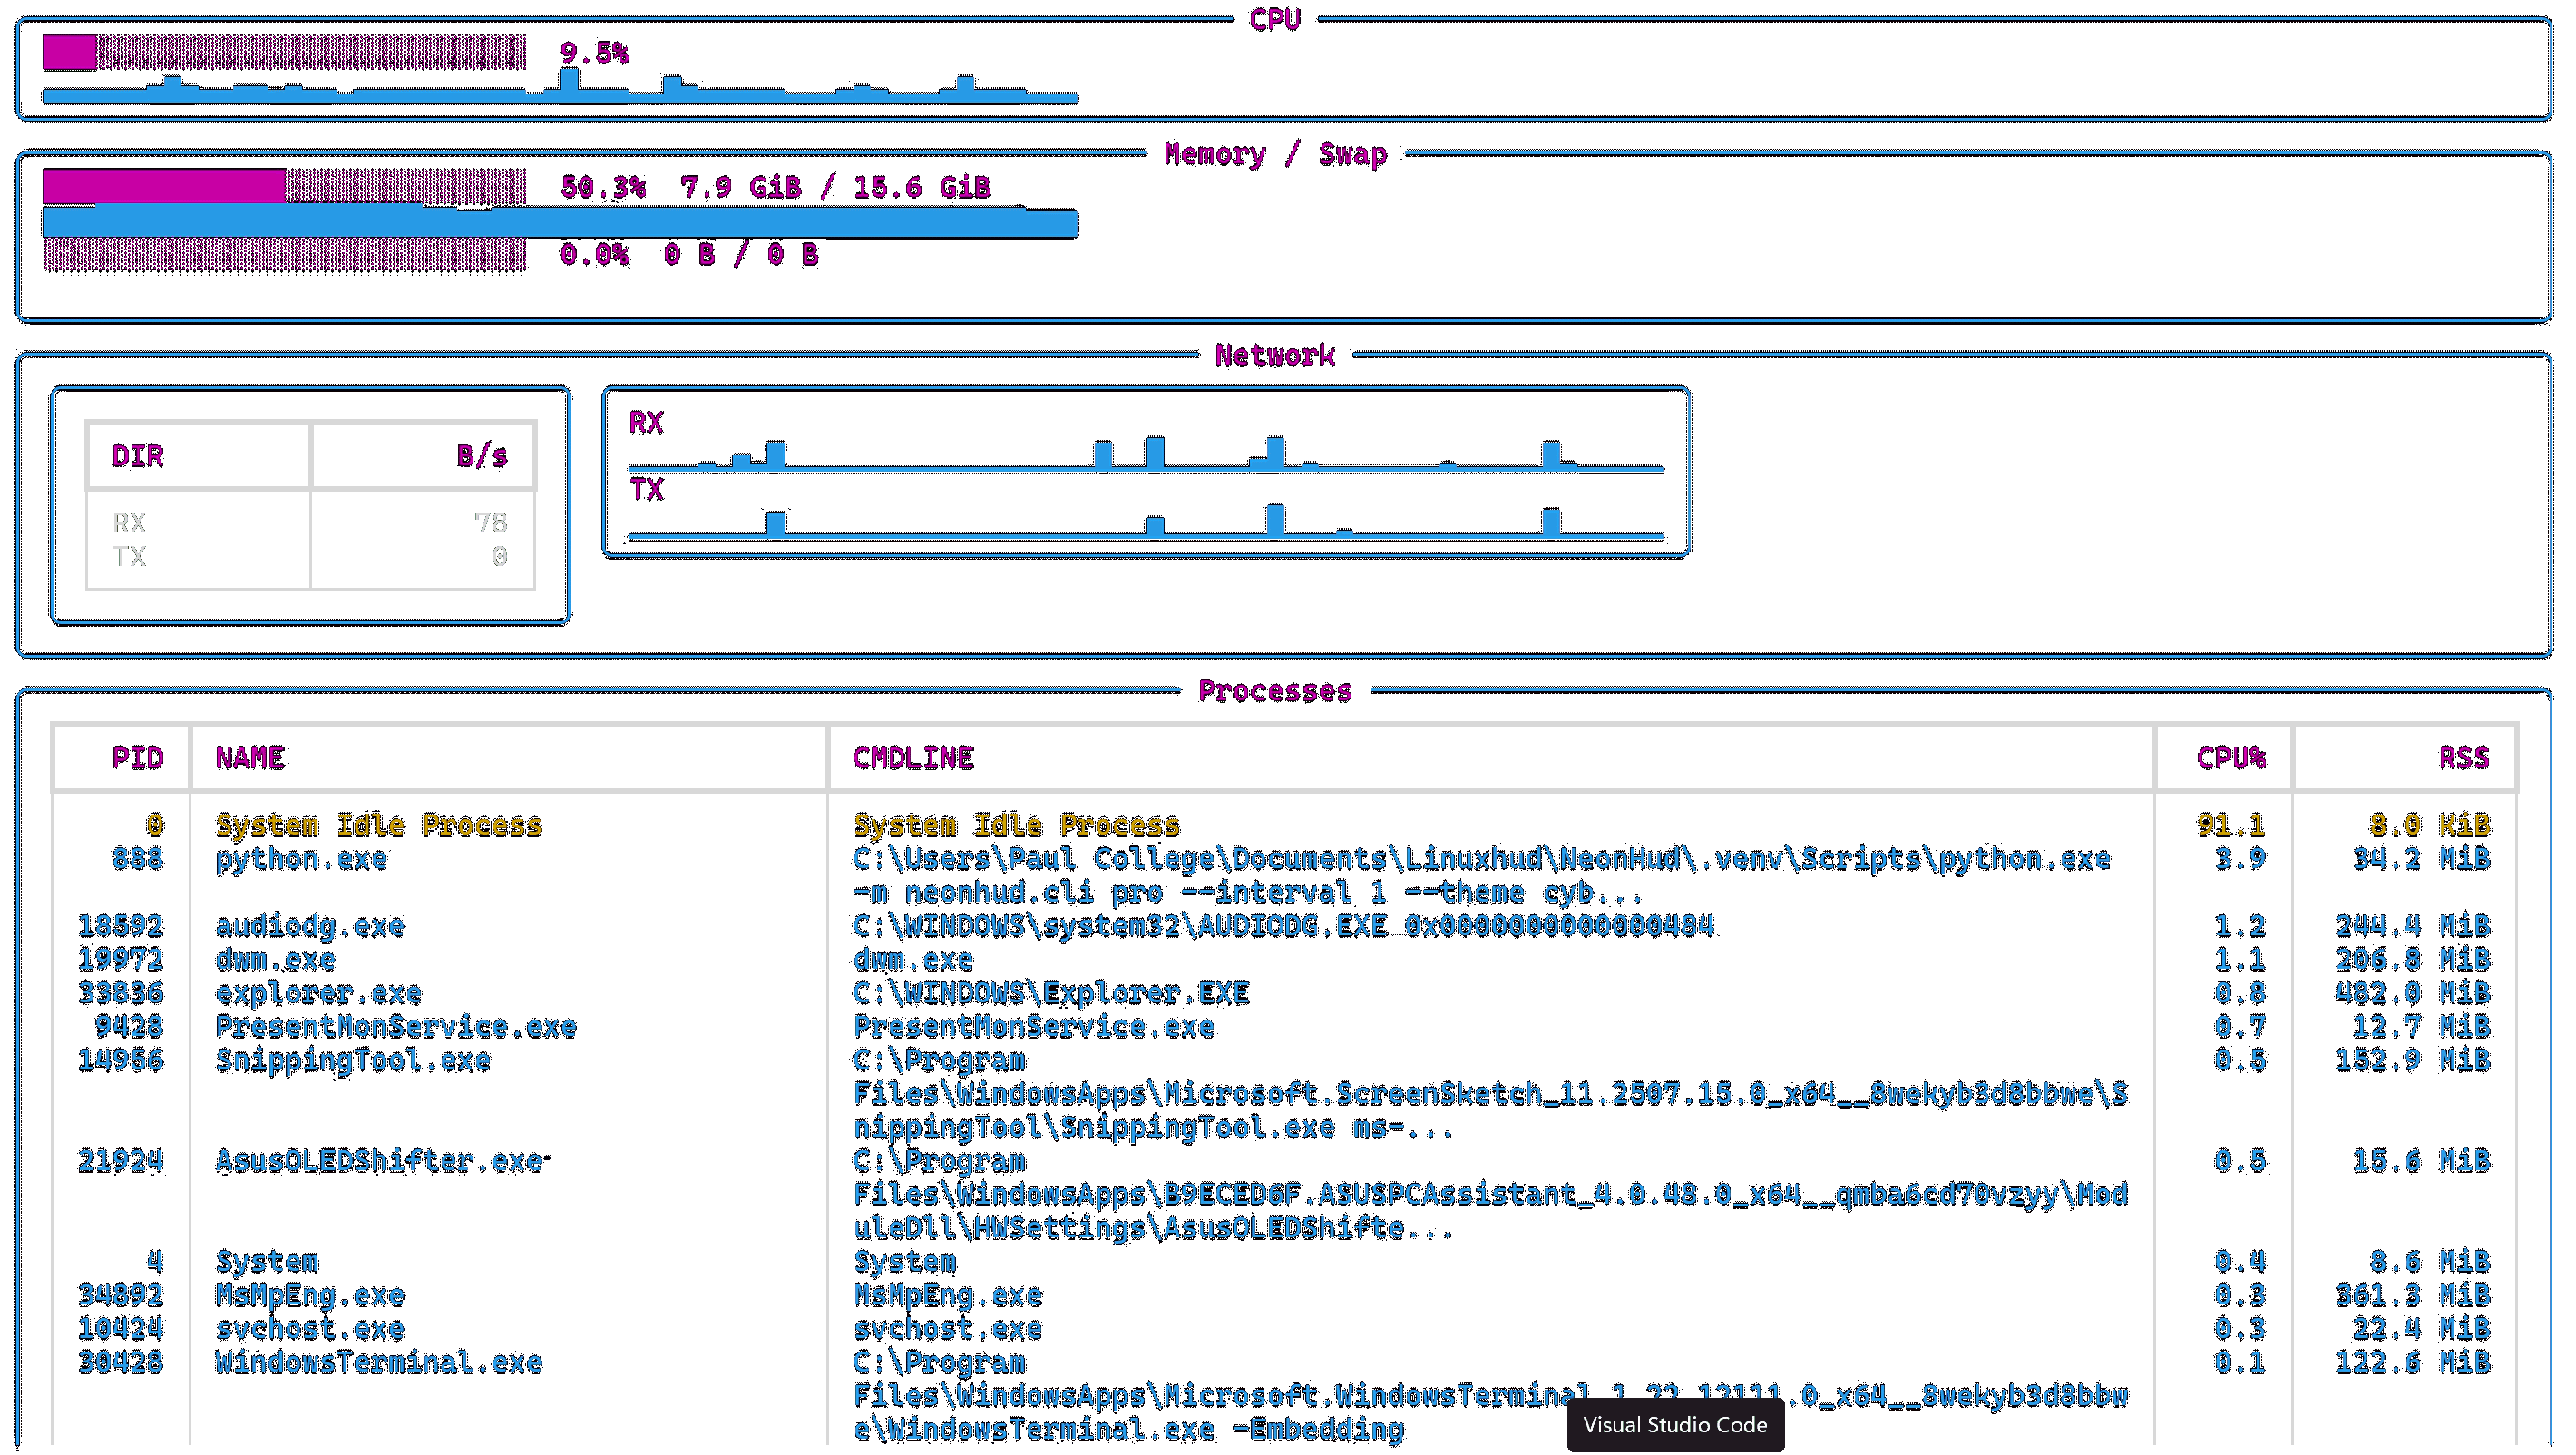 CPU
9.5%
Memory / Swap
50.3% 7.9 GiB / 15.6 GiB
0.0% 0 B / 0 B
Network
DIR B/s
RX 78
TX 0
RX
TX
Processes
PID NAME CMDLINE CPU% RSS
0 System Idle Process System Idle Process 91.1 8.0 KiB
888 python.exe C:\Users\Paul College\Documents\Linuxhud\NeonHud\.venv\Scripts\python.exe 3.9 34.2 MiB
-m neonhud.cli pro --interval 1 --theme cyb...
18592 audiodg.exe C:\WINDOWS\system32\AUDIODG.EXE 0x0000000000000484 1.2 244.4 MiB
19972 dwm.exe dwm.exe 1.1 206.8 MiB
33836 explorer.exe C:\WINDOWS\Explorer.EXE 0.8 482.0 MiB
9428 PresentMonService.exe PresentMonService.exe 0.7 12.7 MiB
14956 SnippingTool.exe C:\Program 0.5 152.9 MiB
Files\WindowsApps\Microsoft.ScreenSketch_11.2507.15.0_x64__8wekyb3d8bbwe\S
nippingTool\SnippingTool.exe ms-...
21924 AsusOLEDShifter.exe C:\Program 0.5 15.6 MiB
Files\WindowsApps\B9ECED6F.ASUSPCAssistant_4.0.48.0_x64__qmba6cd70vzyy\Mod
uleDll\HWSettings\AsusOLEDShifte...
4 System System 0.4 8.6 MiB
34892 MsMpEng.exe MsMpEng.exe 0.3 361.3 MiB
10424 svchost.exe svchost.exe 0.3 22.4 MiB
30428 WindowsTerminal.exe C:\Program 0.1 122.6 MiB
Files\WindowsApps\Microsoft.WindowsTerminal .0_x64__8wekyb3d8bbw
e\WindowsTerminal.exe -Embedding
Visual Studio Code